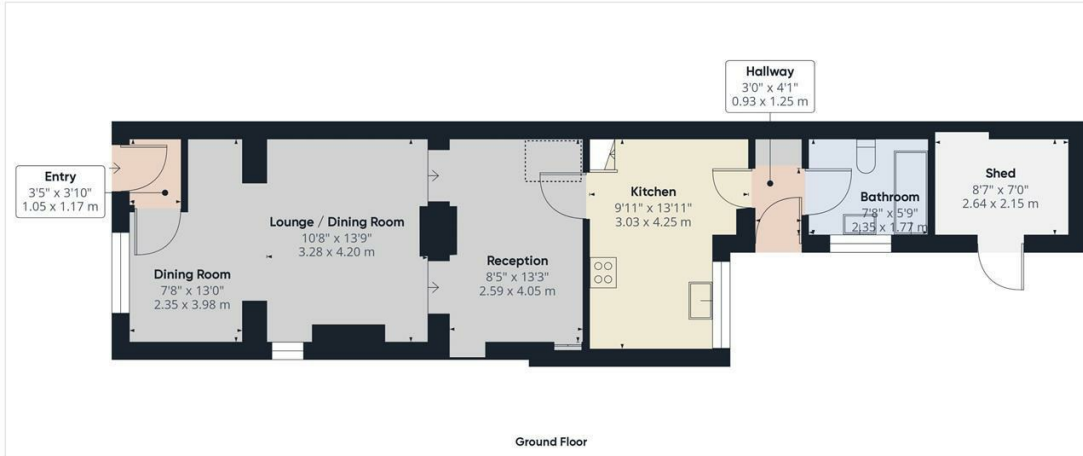 Hallway
3'0" x 4'1"
0.93 x 1.25 m
Entry
3'5" x 3'10"
1.05 x 1.17 m
Dining Room
7'8" x 13'0"
2.35 x 3.98 m
Lounge / Dining Room
10'8" x 13'9"
3.28 x 4.20 m
Reception
8'5" x 13'3"
2.59 x 4.05 m
Kitchen
9'11" x 13'11"
3.03 x 4.25 m
Bathroom
7'8" x 5'9"
2.35 x 1.77 m
Shed
8'7" x 7'0"
2.64 x 2.15 m
Ground Floor